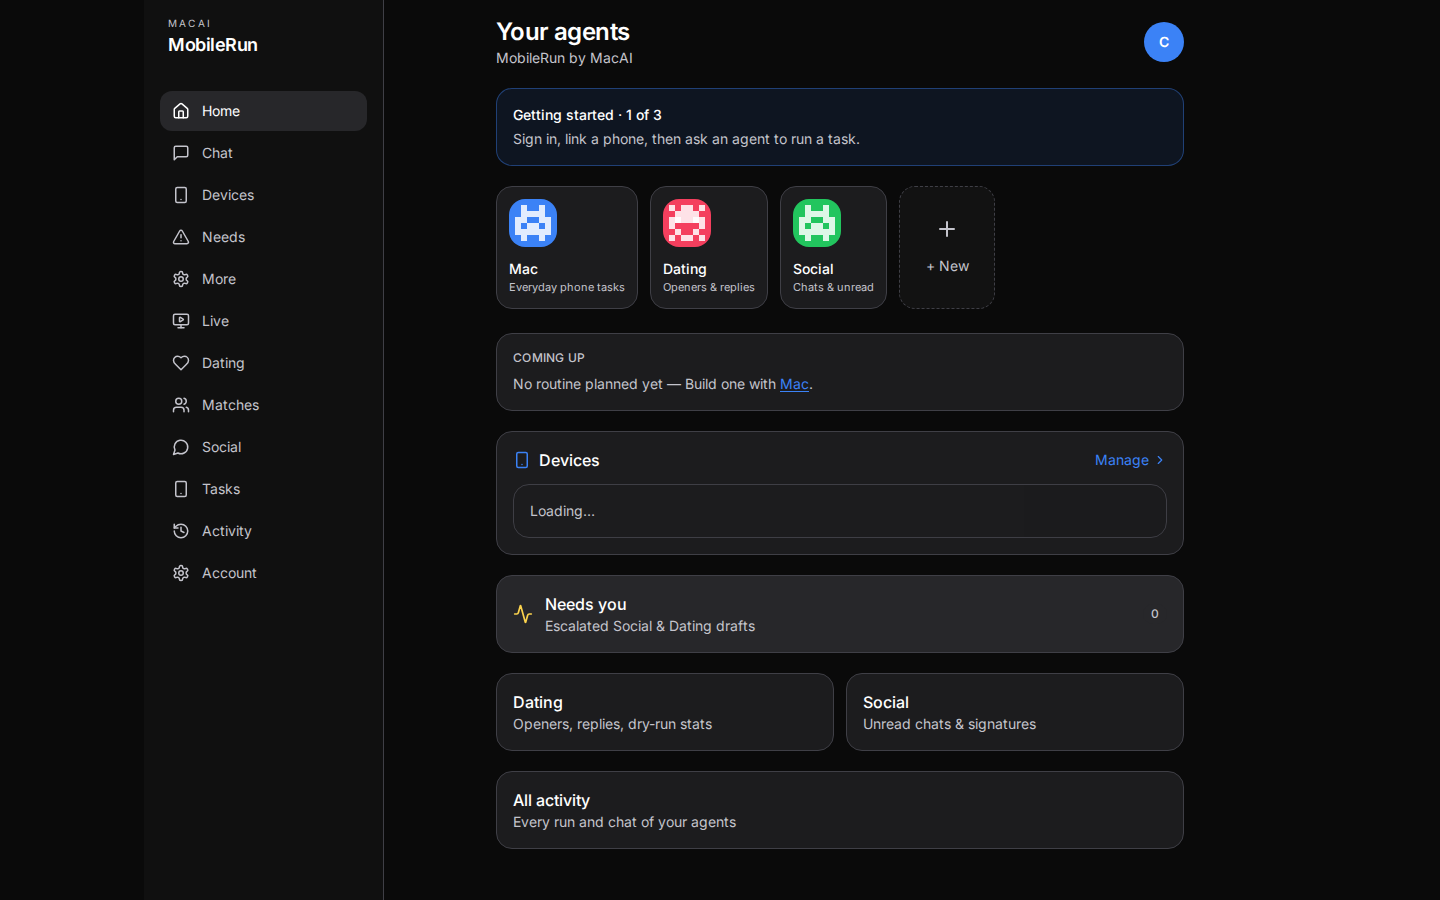 MACAI
MobileRun
Home
Chat
Devices
Needs
More
Live
Dating
Matches
Social
Tasks
Activity
Account
Your agents
MobileRun by MacAI
C
Getting started · 1 of 3
Sign in, link a phone, then ask an agent to run a task.
Mac
Everyday phone tasks
Dating
Openers & replies
Social
Chats & unread
+ New
COMING UP
No routine planned yet — Build one with Mac.
Devices
Manage
Loading...
Needs you
Escalated Social & Dating drafts
0
Dating
Openers, replies, dry-run stats
Social
Unread chats & signatures
All activity
Every run and chat of your agents